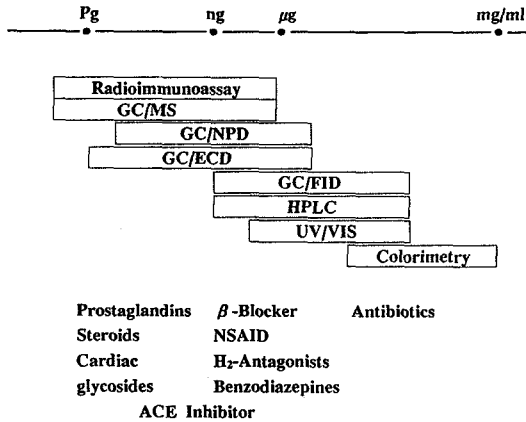 Pg ng μg mg/ml
Radioimmunoassay
GC/MS
GC/NPD
GC/ECD
GC/FID
HPLC
UV/VIS
Colorimetry
Prostaglandins β-Blocker Antibiotics
Steroids NSAID
Cardiac H₂-Antagonists
glycosides Benzodiazepines
ACE Inhibitor